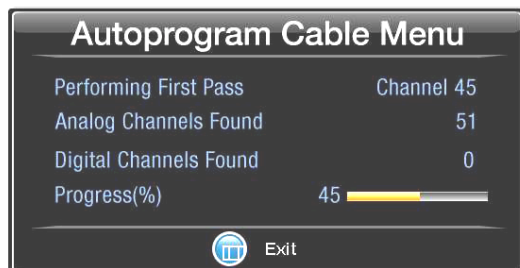 Autoprogram Cable Menu
Performing First Pass Channel 45
Analog Channels Found 51
Digital Channels Found 0
Progress(%) 45
Exit